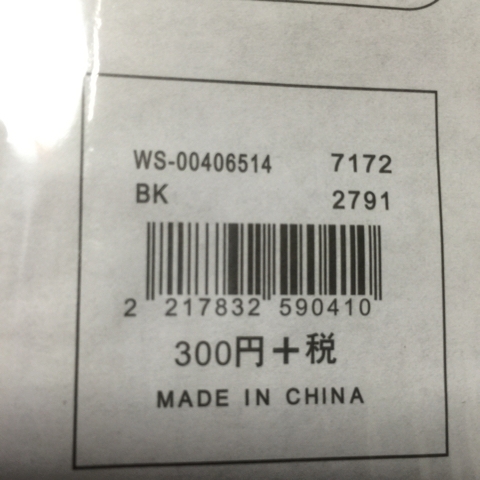 WS-00406514 7172
BK 2791
2 217832 590410
300円+税
MADE IN CHINA